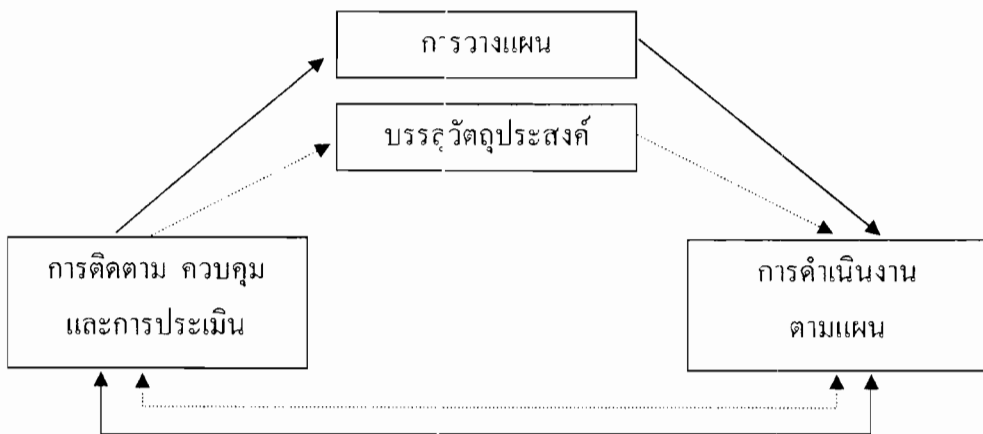 การวางแผน
บรรลุวัตถุประสงค์
การติดตาม ควบคุม
และการประเมิน
การดำเนินงาน
ตามแผน